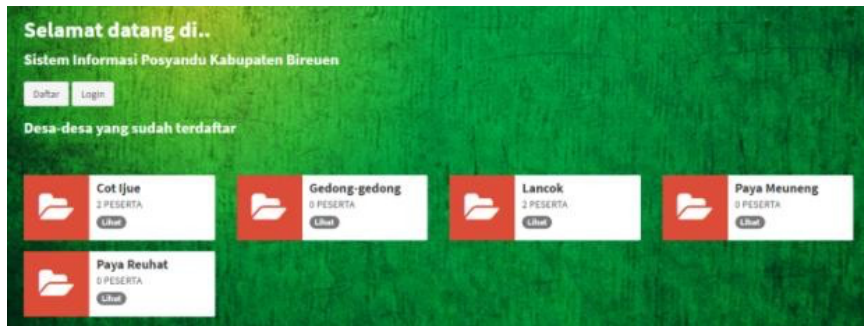 Selamat datang di..
Sistem Informasi Posyandu Kabupaten Bireuen
Daftar Login
Desa-desa yang sudah terdaftar
Cot Ijue
2 PESERTA
Lihat
Gedong-gedong
0 PESERTA
Lihat
Lancok
2 PESERTA
Lihat
Paya Meuneng
0 PESERTA
Lihat
Paya Reuhat
0 PESERTA
Lihat